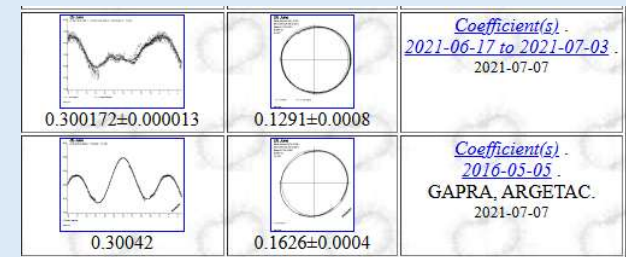 Coefficient(s) .
2021-06-17 to 2021-07-03 .
2021-07-07
0.300172±0.000013
0.1291±0.0008
Coefficient(s) .
2016-05-05 .
GAPRA, ARGETAC.
2021-07-07
0.30042
0.1626±0.0004